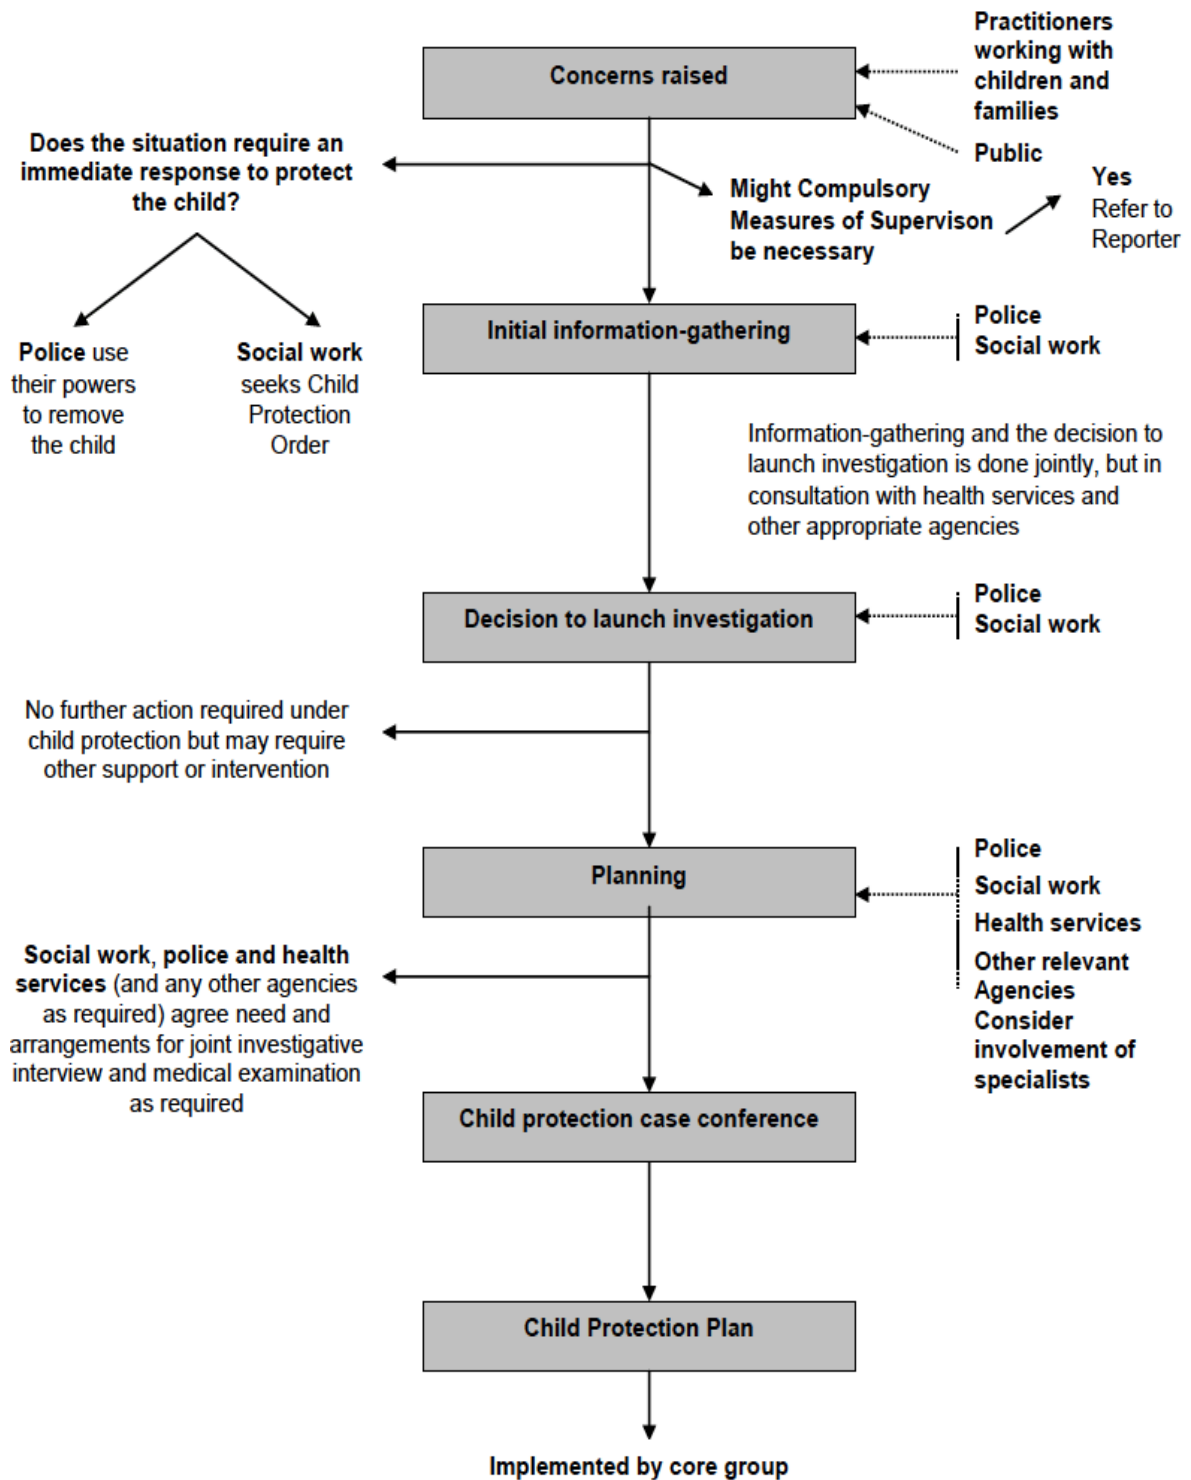 Practitioners
working with
children and
families
Concerns raised
Public
Does the situation require an
immediate response to protect
the child?
Might Compulsory
Measures of Supervison
be necessary
Yes
Refer to
Reporter
Police use
their powers
to remove
the child
Social work
seeks Child
Protection
Order
Initial information-gathering
Police
Social work
Information-gathering and the decision to
launch investigation is done jointly, but in
consultation with health services and
other appropriate agencies
Decision to launch investigation
Police
Social work
No further action required under
child protection but may require
other support or intervention
Planning
Police
Social work
Health services
Other relevant
Agencies
Consider
involvement of
specialists
Social work, police and health
services (and any other agencies
as required) agree need and
arrangements for joint investigative
interview and medical examination
as required
Child protection case conference
Child Protection Plan
Implemented by core group